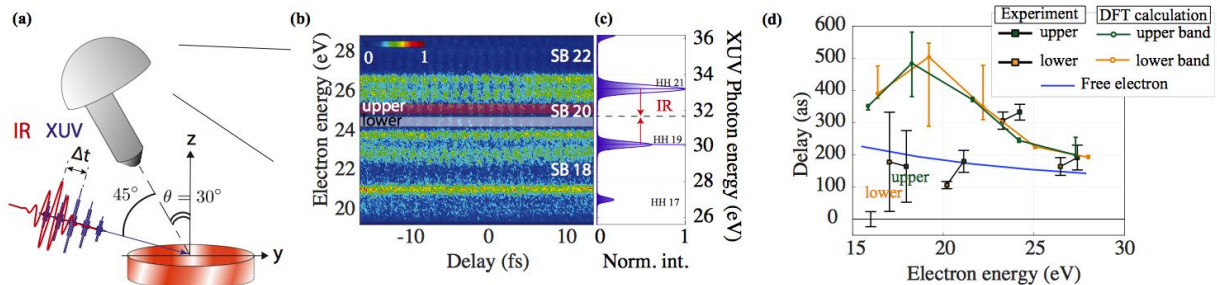 (a)
IR
XUV
Δt
45°
θ = 30°
z
y
(b)
Electron energy (eV)
28
26
24
22
20
0
1
SB 22
upper
SB 20
lower
SB 18
-10
0
10
Delay (fs)
(c)
HH 21
IR
HH 19
HH 17
36
34
32
30
28
26
XUV Photon energy (eV)
0
1
Norm. int.
(d)
Delay (as)
600
500
400
300
200
100
0
Experiment
DFT calculation
upper
upper band
lower
lower band
Free electron
lower
upper
15
20
25
30
Electron energy (eV)